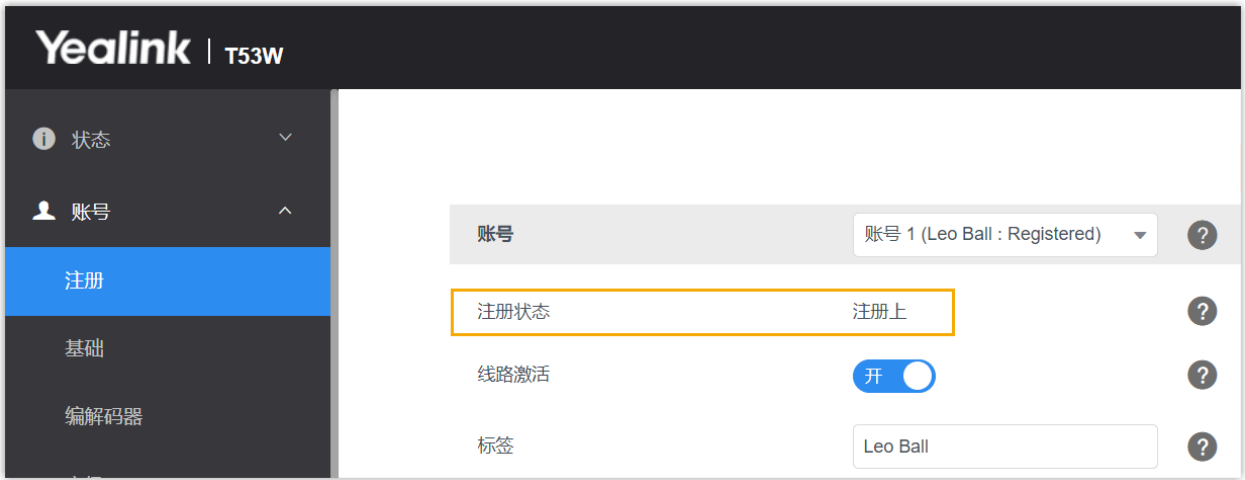 Yealink | T53W
状态
账号
注册
基础
编解码器
账号 账号 1 (Leo Ball : Registered) ?
注册状态 注册上 ?
线路激活 开 ?
标签 Leo Ball ?